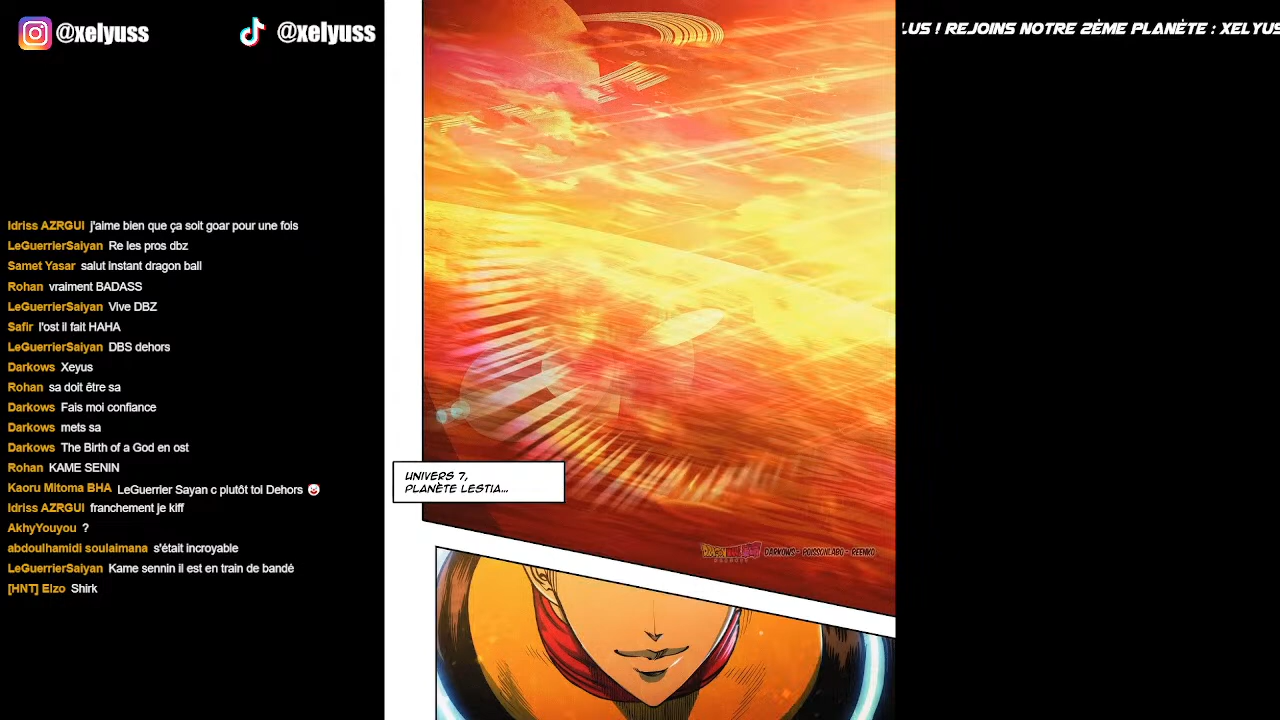 @xelyuss
@xelyuss
LUS ! REJOINS NOTRE 2ÈME PLANÈTE : XELYUS
Idriss AZRGUI j'aime bien que ça soit goar pour une fois
LeGuerrierSaiyan Re les pros dbz
Samet Yasar salut instant dragon ball
Rohan vraiment BADASS
LeGuerrierSaiyan Vive DBZ
Safir l'ost il fait HAHA
LeGuerrierSaiyan DBS dehors
Darkows Xeyus
Rohan sa doit être sa
Darkows Fais moi confiance
Darkows mets sa
Darkows The Birth of a God en ost
Rohan KAME SENIN
Kaoru Mitoma BHA LeGuerrier Sayan c plutôt toi Dehors 🤡
Idriss AZRGUI franchement je kiff
AkhyYouyou ?
abdoulhamidi soulaimana s'était incroyable
LeGuerrierSaiyan Kame sennin il est en train de bandé
[HNT] Eizo Shirk
UNIVERS 7,
PLANÈTE LESTIA...
DARKOWS - POISSONLABO - REENKO